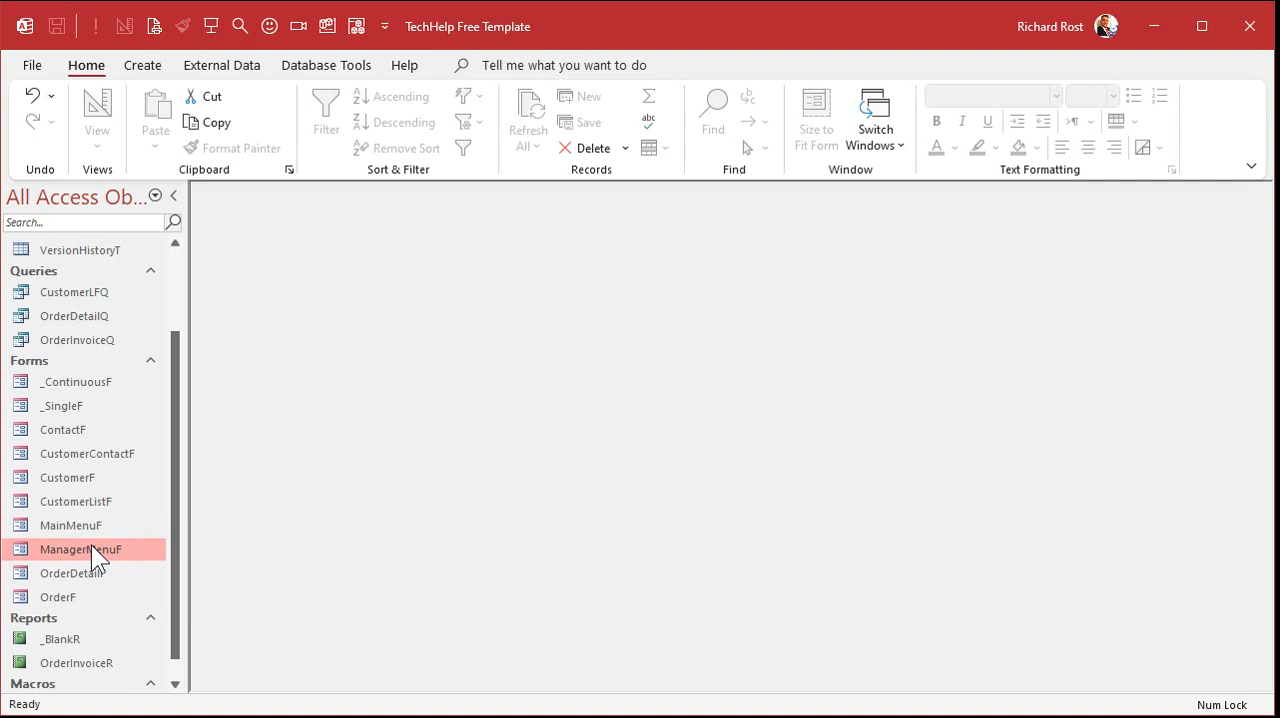 TechHelp Free Template
Richard Rost
File Home Create External Data Database Tools Help Tell me what you want to do
Undo
View
Views
Paste
Cut
Copy
Format Painter
Clipboard
Filter
Ascending
Descending
Remove Sort
Sort & Filter
Refresh
All
New
Save
Delete
Records
Find
Find
Size to
Fit Form
Switch
Windows
Window
Text Formatting
All Access Ob...
Search...
VersionHistoryT
Queries
CustomerLFQ
OrderDetailQ
OrderInvoiceQ
Forms
_ContinuousF
_SingleF
ContactF
CustomerContactF
CustomerF
CustomerListF
MainMenuF
ManagerMenuF
OrderDetailF
OrderF
Reports
_BlankR
OrderInvoiceR
Macros
Ready
Num Lock